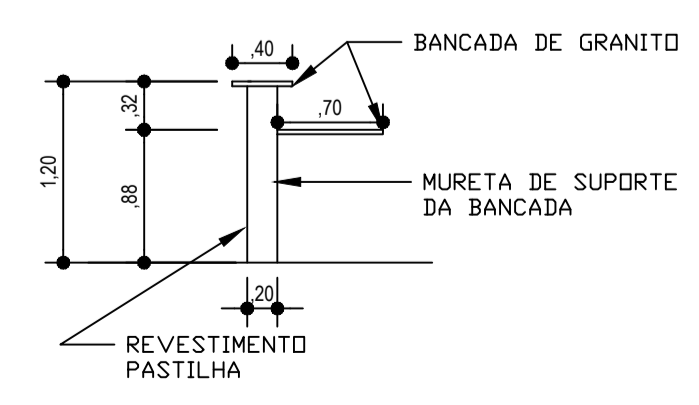 ,40
BANCADA DE GRANITO
,32
,70
1,20
,88
MURETA DE SUPORTE
DA BANCADA
,20
REVESTIMENTO
PASTILHA